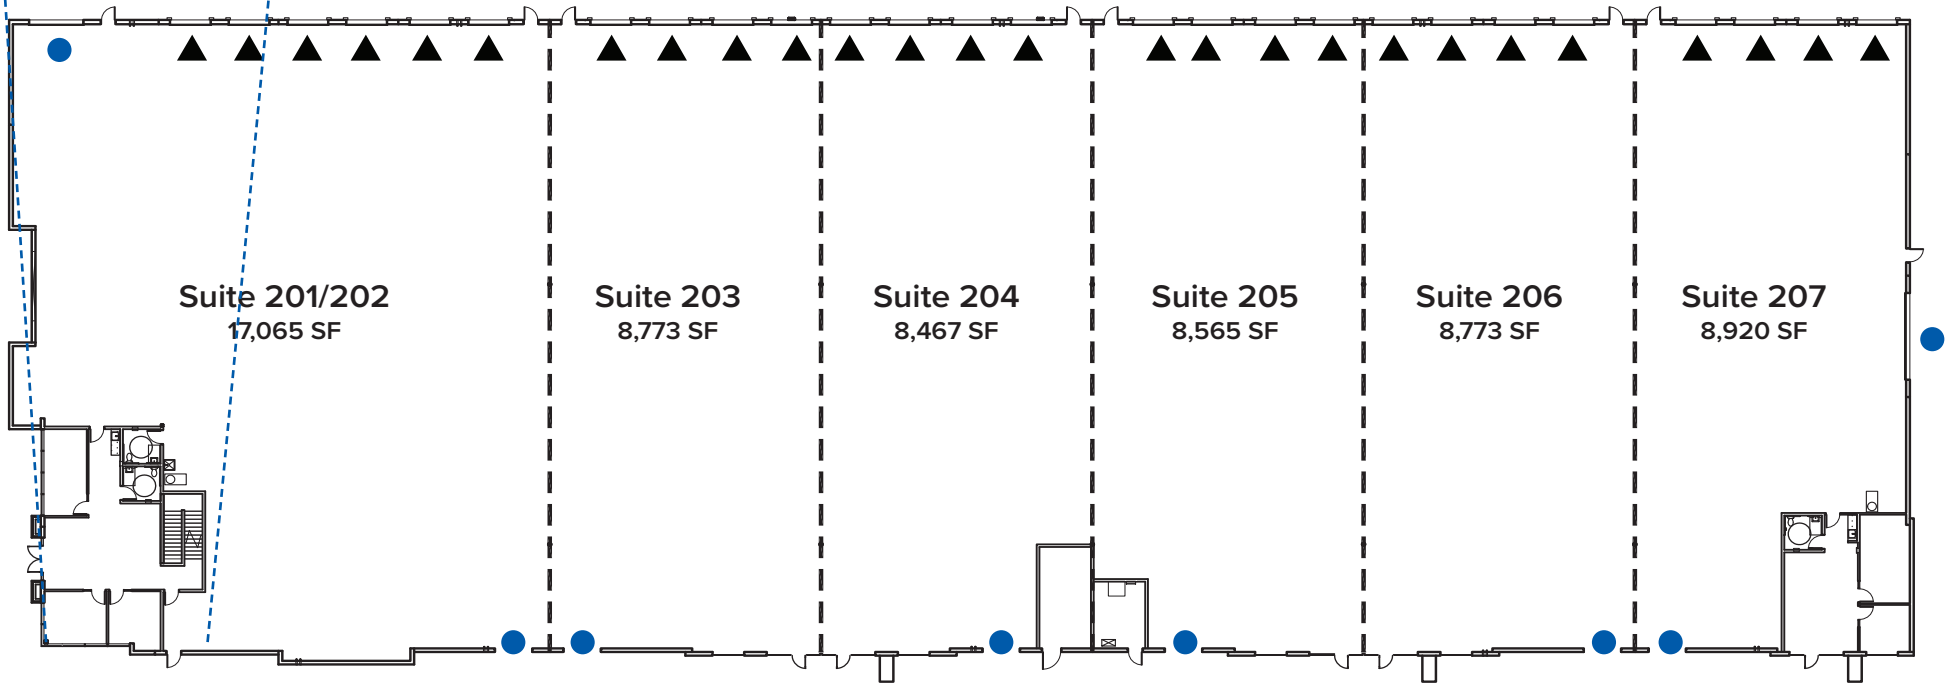 Suite 201/202
17,065 SF
Suite 203
8,773 SF
Suite 204
8,467 SF
Suite 205
8,565 SF
Suite 206
8,773 SF
Suite 207
8,920 SF